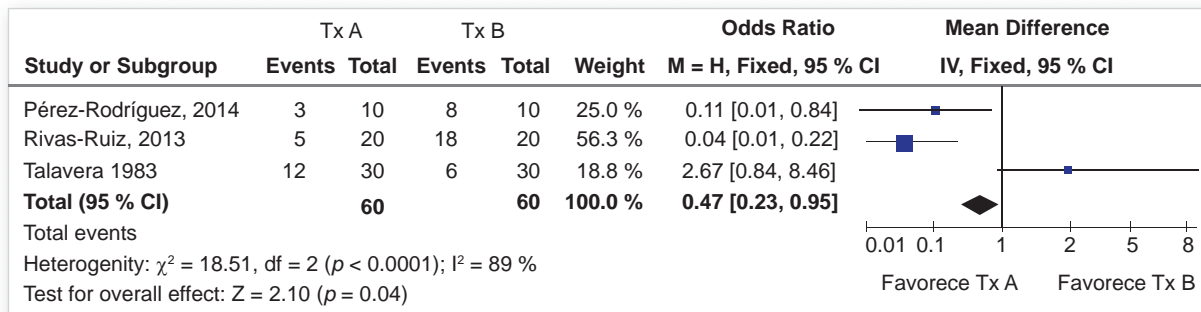 Tx A Tx B Odds Ratio Mean Difference
Study or Subgroup Events Total Events Total Weight M = H, Fixed, 95 % CI IV, Fixed, 95 % CI
Pérez-Rodríguez, 2014 3 10 8 10 25.0 % 0.11 [0.01, 0.84]
Rivas-Ruiz, 2013 5 20 18 20 56.3 % 0.04 [0.01, 0.22]
Talavera 1983 12 30 6 30 18.8 % 2.67 [0.84, 8.46]
Total (95 % CI) 60 60 100.0 % 0.47 [0.23, 0.95]
Total events
Heterogenity: χ² = 18.51, df = 2 (p < 0.0001); I² = 89 %
Test for overall effect: Z = 2.10 (p = 0.04)
0.01 0.1 1 2 5 8
Favorece Tx A Favorece Tx B